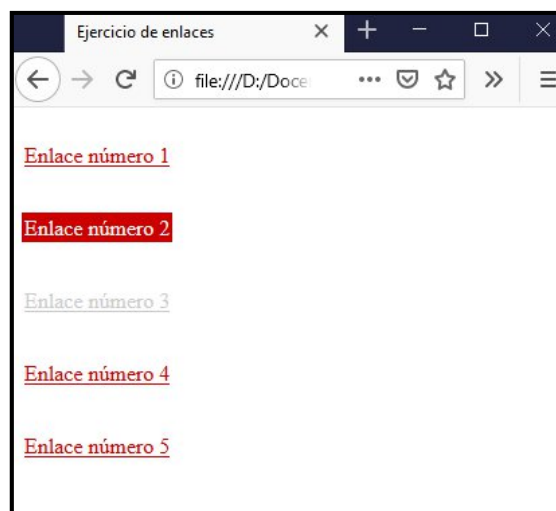 Ejercicio de enlaces
file:///D:/Doce
Enlace número 1
Enlace número 2
Enlace número 3
Enlace número 4
Enlace número 5